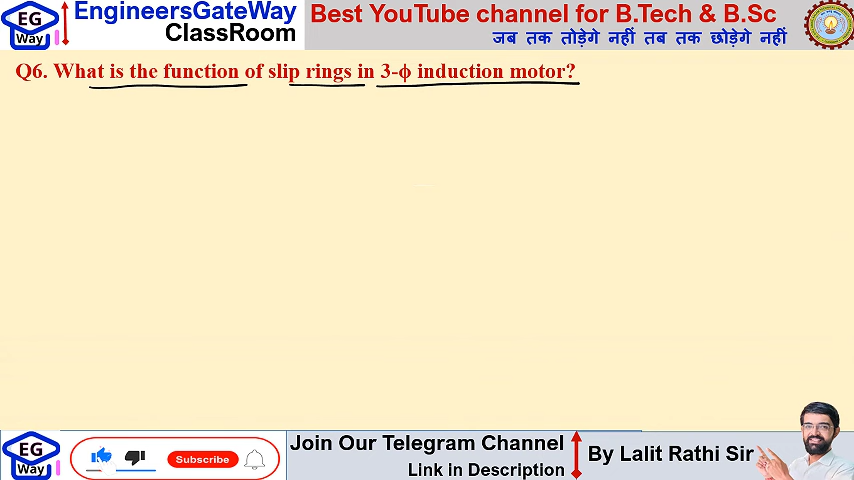 EG
Way
EngineersGateWay
ClassRoom
Best YouTube channel for B.Tech & B.Sc
जब तक तोड़ेगे नहीं तब तक छोड़ेगे नहीं
Q6. What is the function of slip rings in 3-ϕ induction motor?
EG
Way
Subscribe
Join Our Telegram Channel
Link in Description
By Lalit Rathi Sir